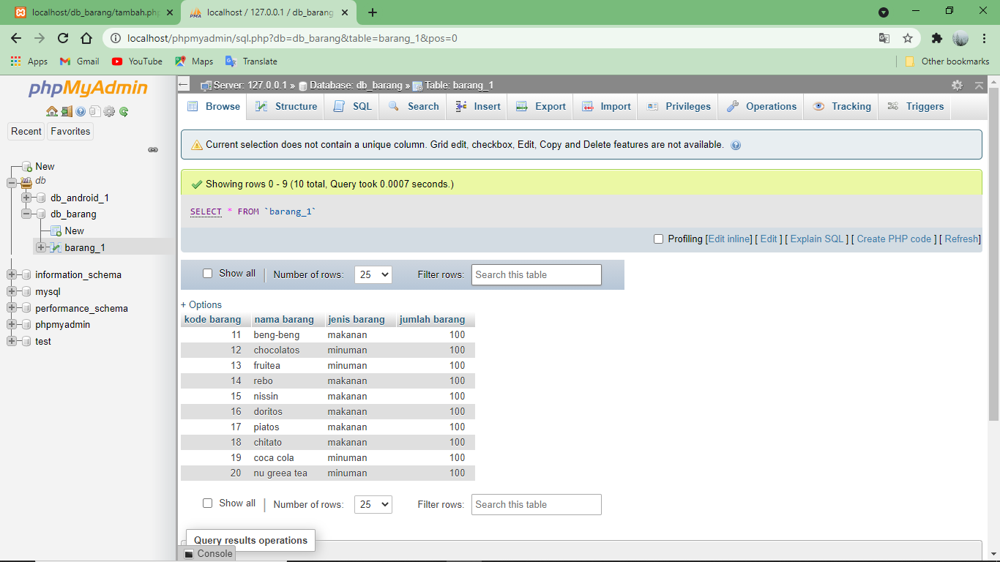 localhost/db_barang/tambah.php
localhost / 127.0.0.1 / db_barang
localhost/phpmyadmin/sql.php?db=db_barang&table=barang_1&pos=0
Apps Gmail YouTube Maps Translate Other bookmarks
phpMyAdmin
Recent Favorites
New
db
db_android_1
db_barang
New
barang_1
information_schema
mysql
performance_schema
phpmyadmin
test
Server: 127.0.0.1 » Database: db_barang » Table: barang_1
Browse Structure SQL Search Insert Export Import Privileges Operations Tracking Triggers
Current selection does not contain a unique column. Grid edit, checkbox, Edit, Copy and Delete features are not available.
Showing rows 0 - 9 (10 total, Query took 0.0007 seconds.)
SELECT * FROM `barang_1`
Profiling [Edit inline] [ Edit ] [ Explain SQL ] [ Create PHP code ] [ Refresh]
Show all | Number of rows: 25 Filter rows: Search this table
+ Options
kode barang nama barang jenis barang jumlah barang
11 beng-beng makanan 100
12 chocolatos minuman 100
13 fruitea minuman 100
14 rebo makanan 100
15 nissin makanan 100
16 doritos makanan 100
17 piatos makanan 100
18 chitato makanan 100
19 coca cola minuman 100
20 nu greea tea minuman 100
Show all | Number of rows: 25 Filter rows: Search this table
Query results operations
Console